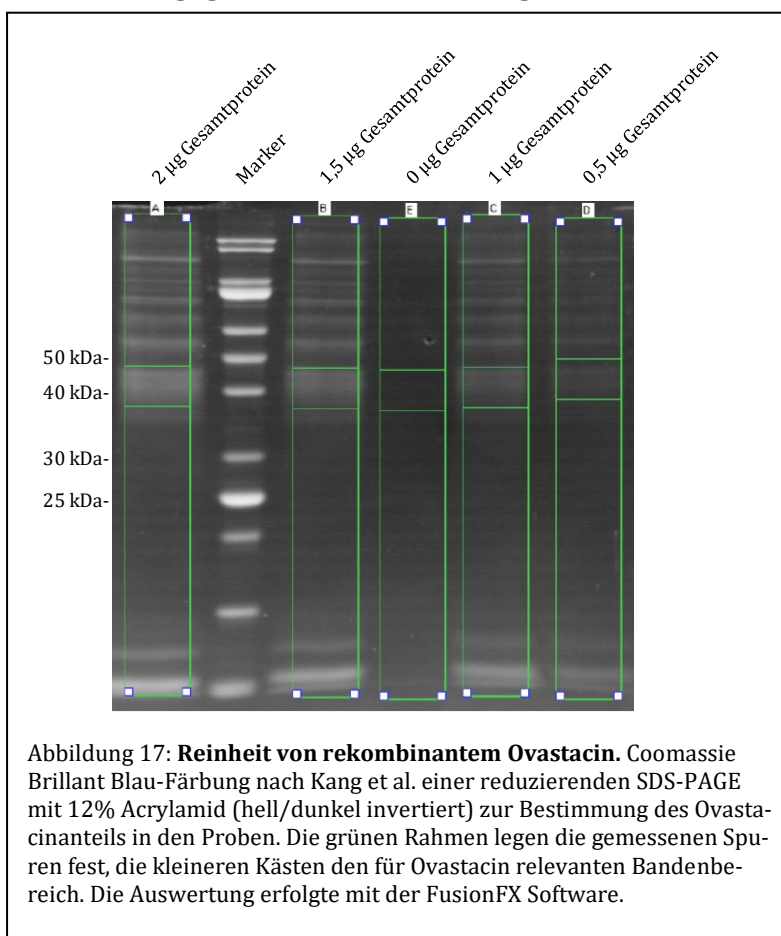 2 µg Gesamtprotein
Marker
1,5 µg Gesamtprotein
0 µg Gesamtprotein
1 µg Gesamtprotein
0,5 µg Gesamtprotein
A
B
E
C
D
50 kDa-
40 kDa-
30 kDa-
25 kDa-
Abbildung 17: Reinheit von rekombinantem Ovastacin. Coomassie
Brillant Blau-Färbung nach Kang et al. einer reduzierenden SDS-PAGE
mit 12% Acrylamid (hell/dunkel invertiert) zur Bestimmung des Ovasta-
cinanteils in den Proben. Die grünen Rahmen legen die gemessenen Spu-
ren fest, die kleineren Kästen den für Ovastacin relevanten Bandenbe-
reich. Die Auswertung erfolgte mit der FusionFX Software.